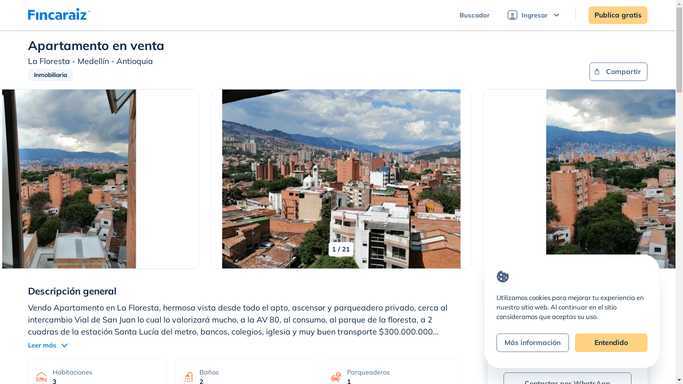 Fincaraiz
Buscador
Ingresar
Publica gratis
Apartamento en venta
La Floresta - Medellín - Antioquia
Inmobiliaria
Compartir
1 / 21
Descripción general
Vendo Apartamento en La Floresta, hermosa vista desde todo el apto, ascensor y parqueadero privado, cerca al
intercambio Vial de San Juan lo cual lo valorizará mucho, a la AV 80, al consumo, al parque de la floresta, a 2
cuadras de la estación Santa Lucía del metro, bancos, colegios, iglesia y muy buen transporte $300.000.000...
Leer más
Habitaciones
3
Baños
2
Parqueaderos
1
Utilizamos cookies para mejorar tu experiencia en
nuestro sitio web. Al continuar en el sitio
consideramos que aceptas su uso.
Más información
Entendido
Contactar por WhatsApp